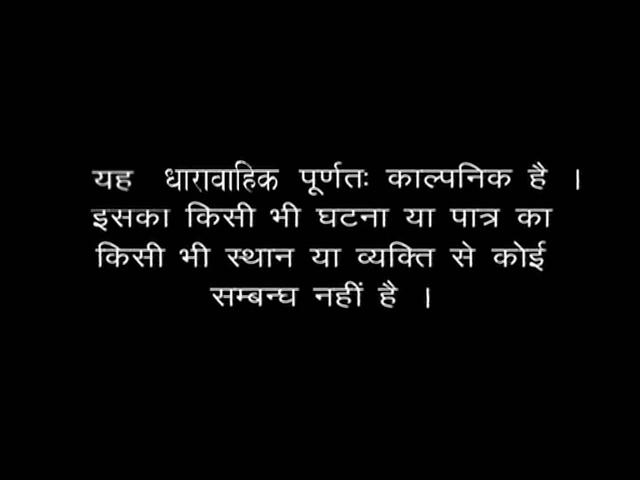 यह धारावाहिक पूर्णतः काल्पनिक है ।
इसका किसी भी घटना या पात्र का
किसी भी स्थान या व्यक्ति से कोई
सम्बन्घ नहीं है ।